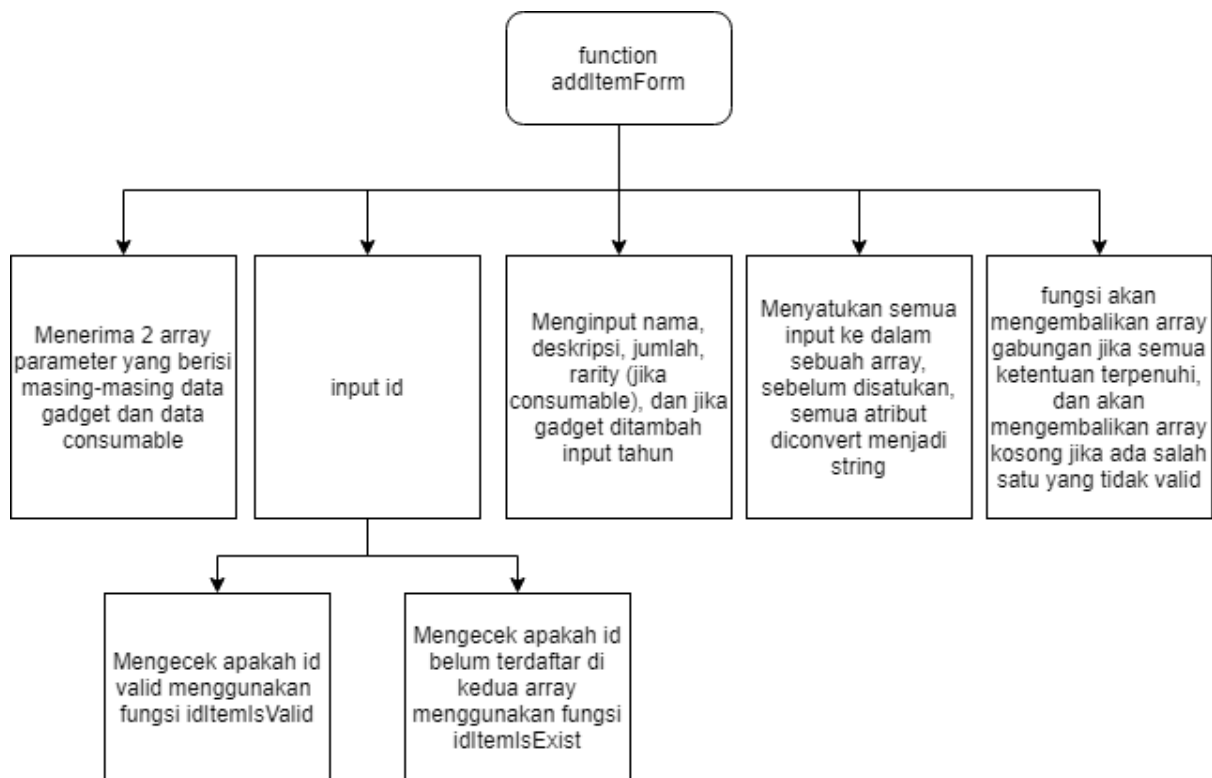 function
addItemForm
Menerima 2 array
parameter yang berisi
masing-masing data
gadget dan data
consumable
input id
Menginput nama,
deskripsi, jumlah,
rarity (jika
consumable), dan jika
gadget ditambah
input tahun
Menyatukan semua
input ke dalam
sebuah array,
sebelum disatukan,
semua atribut
diconvert menjadi
string
fungsi akan
mengembalikan array
gabungan jika semua
ketentuan terpenuhi,
dan akan
mengembalikan array
kosong jika ada salah
satu yang tidak valid
Mengecek apakah id
valid menggunakan
fungsi idItemIsValid
Mengecek apakah id
belum terdaftar di
kedua array
menggunakan fungsi
idItemIsExist